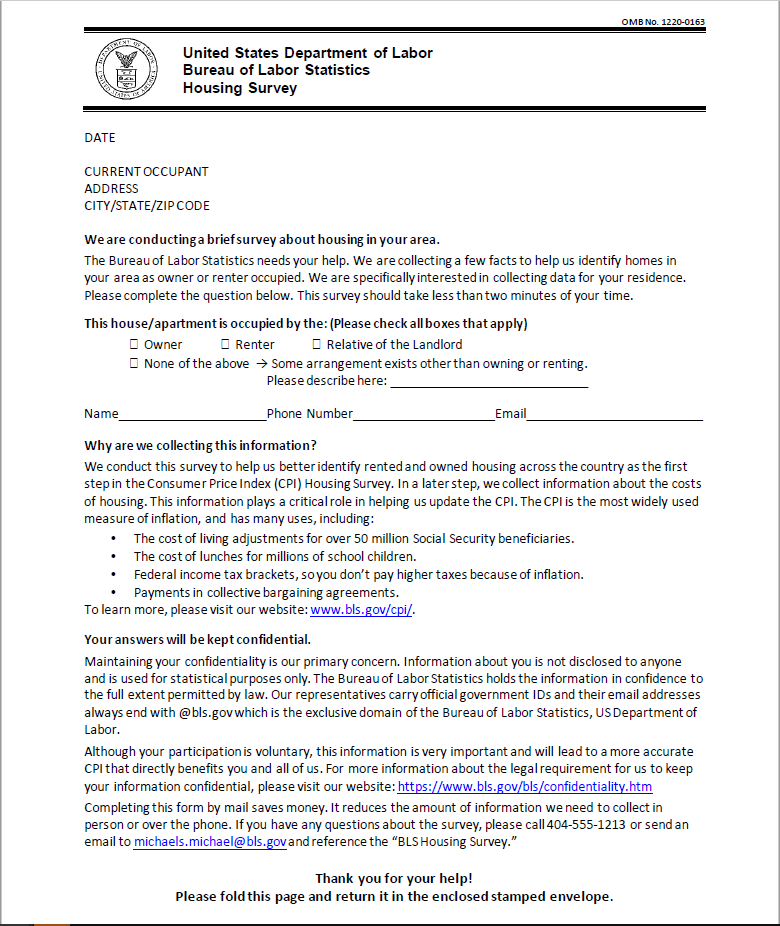 OMB No. 1220-0163
United States Department of Labor
Bureau of Labor Statistics
Housing Survey
DATE
CURRENT OCCUPANT
ADDRESS
CITY/STATE/ZIP CODE
We are conducting a brief survey about housing in your area.
The Bureau of Labor Statistics needs your help. We are collecting a few facts to help us identify homes in
your area as owner or renter occupied. We are specifically interested in collecting data for your residence.
Please complete the question below. This survey should take less than two minutes of your time.
This house/apartment is occupied by the: (Please check all boxes that apply)
☐ Owner ☐ Renter ☐ Relative of the Landlord
☐ None of the above → Some arrangement exists other than owning or renting.
Please describe here: ____________________________
Name_____________________Phone Number____________________Email_________________________
Why are we collecting this information?
We conduct this survey to help us better identify rented and owned housing across the country as the first
step in the Consumer Price Index (CPI) Housing Survey. In a later step, we collect information about the costs
of housing. This information plays a critical role in helping us update the CPI. The CPI is the most widely used
measure of inflation, and has many uses, including:
• The cost of living adjustments for over 50 million Social Security beneficiaries.
• The cost of lunches for millions of school children.
• Federal income tax brackets, so you don’t pay higher taxes because of inflation.
• Payments in collective bargaining agreements.
To learn more, please visit our website: www.bls.gov/cpi/.
Your answers will be kept confidential.
Maintaining your confidentiality is our primary concern. Information about you is not disclosed to anyone
and is used for statistical purposes only. The Bureau of Labor Statistics holds the information in confidence to
the full extent permitted by law. Our representatives carry official government IDs and their email addresses
always end with @bls.gov which is the exclusive domain of the Bureau of Labor Statistics, US Department of
Labor.
Although your participation is voluntary, this information is very important and will lead to a more accurate
CPI that directly benefits you and all of us. For more information about the legal requirement for us to keep
your information confidential, please visit our website: https://www.bls.gov/bls/confidentiality.htm
Completing this form by mail saves money. It reduces the amount of information we need to collect in
person or over the phone. If you have any questions about the survey, please call 404-555-1213 or send an
email to michaels.michael@bls.gov and reference the “BLS Housing Survey.”
Thank you for your help!
Please fold this page and return it in the enclosed stamped envelope.